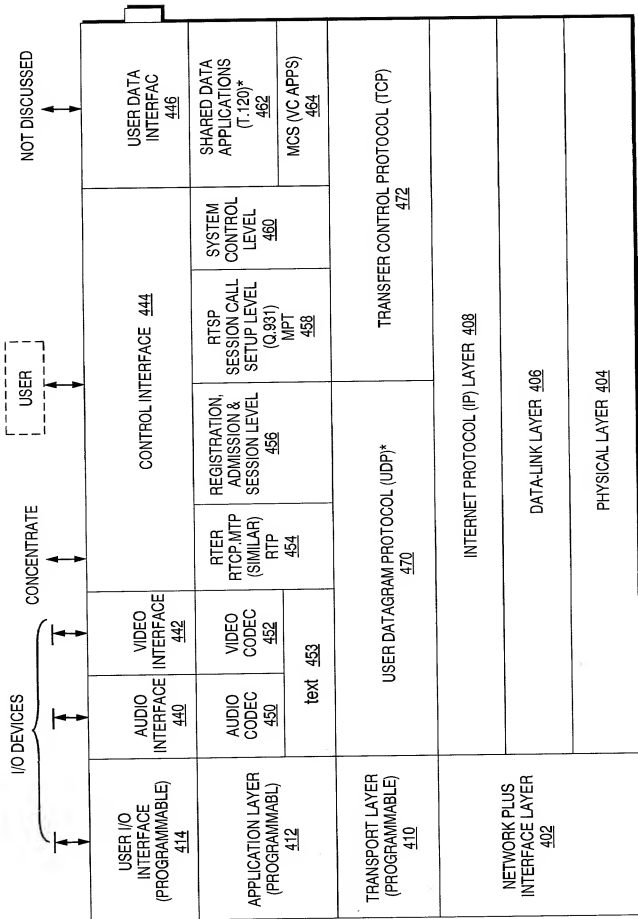 I/O DEVICES
CONCENTRATE
USER
NOT DISCUSSED
USER I/O
INTERFACE
(PROGRAMMABLE)
414
AUDIO INTERFACE
440
VIDEO INTERFACE
442
CONTROL INTERFACE 444
USER DATA
INTERFAC
446
APPLICATION LAYER
(PROGRAMMABL)
412
AUDIO
CODEC
450
VIDEO
CODEC
452
text 453
RTER
RTCP.MTP
(SIMILAR)
RTP
454
REGISTRATION,
ADMISSION &
SESSION LEVEL
456
RTSP
SESSION CALL
SETUP LEVEL
(Q.931)
MPT
458
SYSTEM
CONTROL
LEVEL
460
SHARED DATA
APPLICATIONS
(T.120)*
462
MCS (VC APPS)
464
TRANSPORT LAYER
(PROGRAMMABLE)
410
USER DATAGRAM PROTOCOL (UDP)*
470
TRANSFER CONTROL PROTOCOL (TCP)
472
NETWORK PLUS
INTERFACE LAYER
402
INTERNET PROTOCOL (IP) LAYER 408
DATA-LINK LAYER 406
PHYSICAL LAYER 404